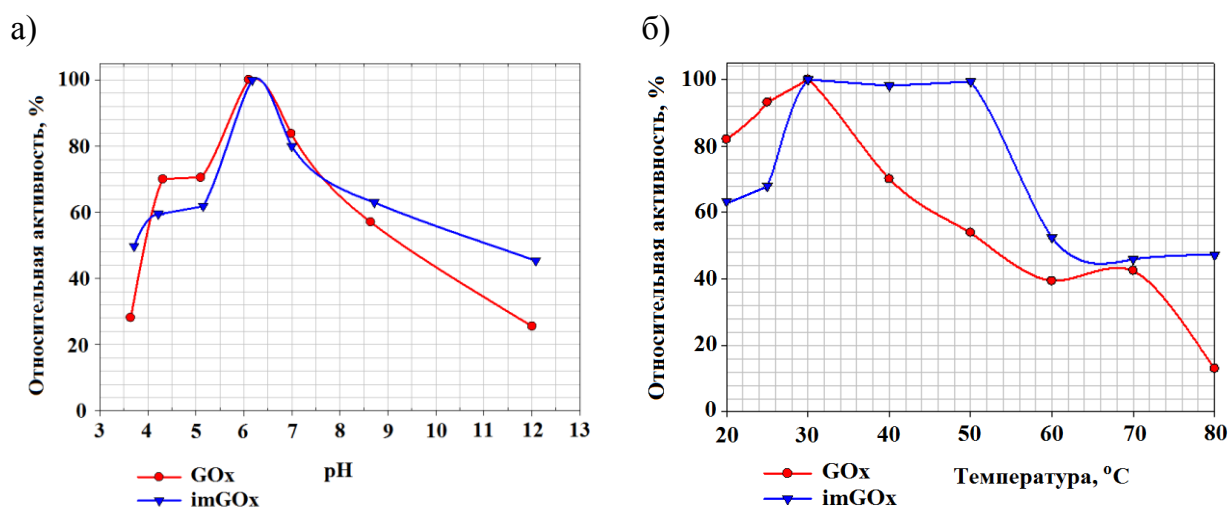 а)
б)
Относительная активность, %
100
80
60
40
20
0
3 4 5 6 7 8 9 10 11 12 13
pH
GOx
imGOx
Относительная активность, %
100
80
60
40
20
0
20 30 40 50 60 70 80
Температура, °C
GOx
imGOx